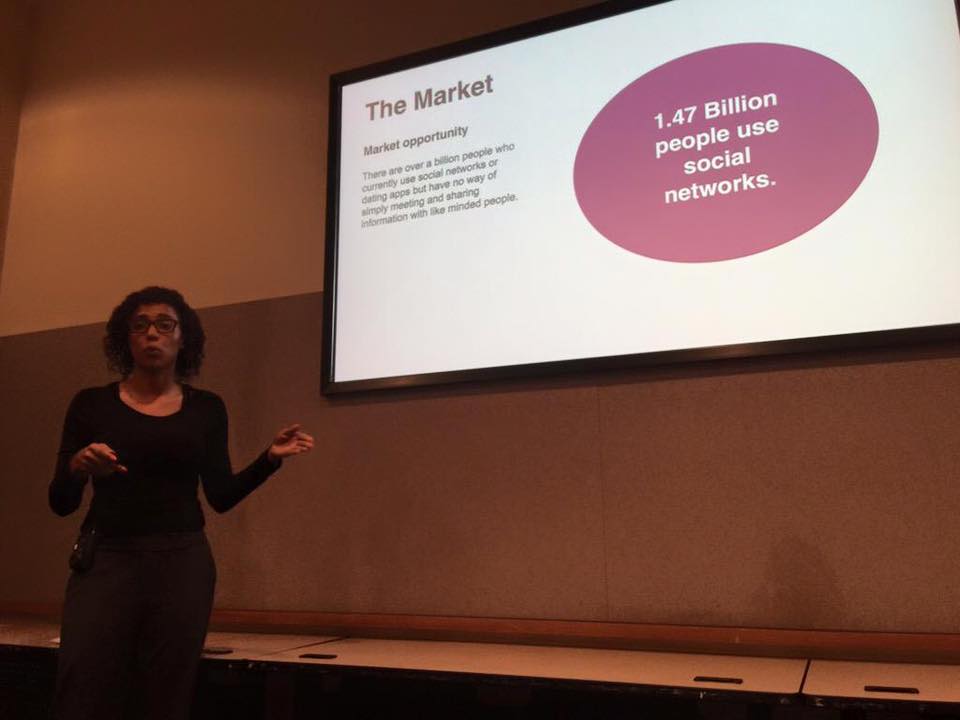 The Market
Market opportunity
There are over a billion people who
currently use social networks or
dating apps but have no way of
simply meeting and sharing
information with like minded people.
1.47 Billion
people use
social
networks.